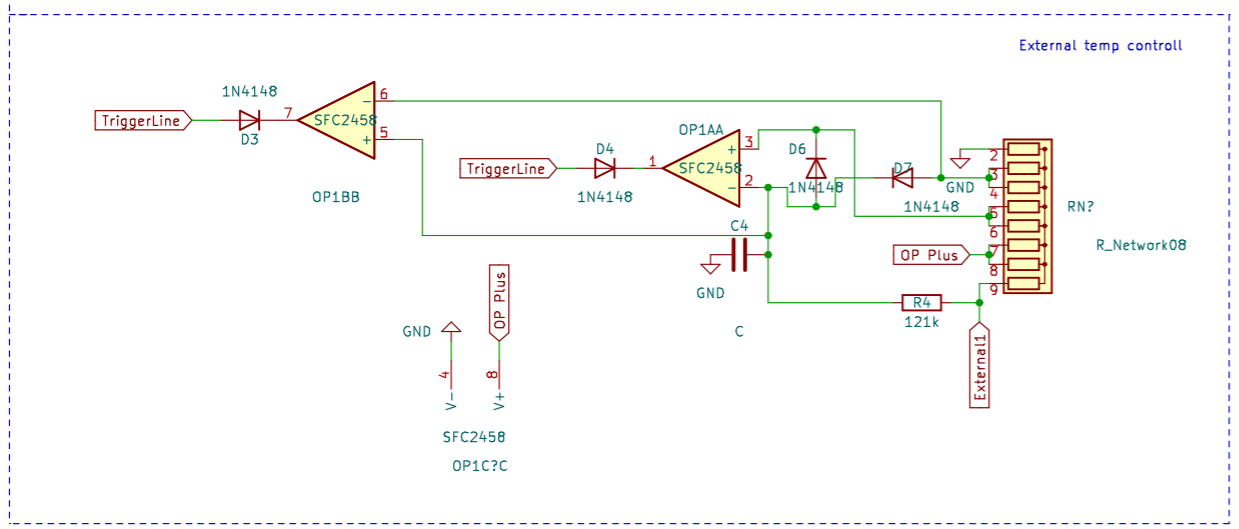 External temp controll
1N4148
TriggerLine
D3
7
SFC2458
-
6
+
5
OP1BB
TriggerLine
D4
1N4148
1
OP1AA
SFC2458
+
3
-
2
D6
1N4148
D7
1N4148
GND
2
3
4
5
6
7
8
9
RN?
R_Network08
OP Plus
C4
GND
C
R4
121k
External1
GND
OP Plus
4
8
V-
V+
SFC2458
OP1C?C